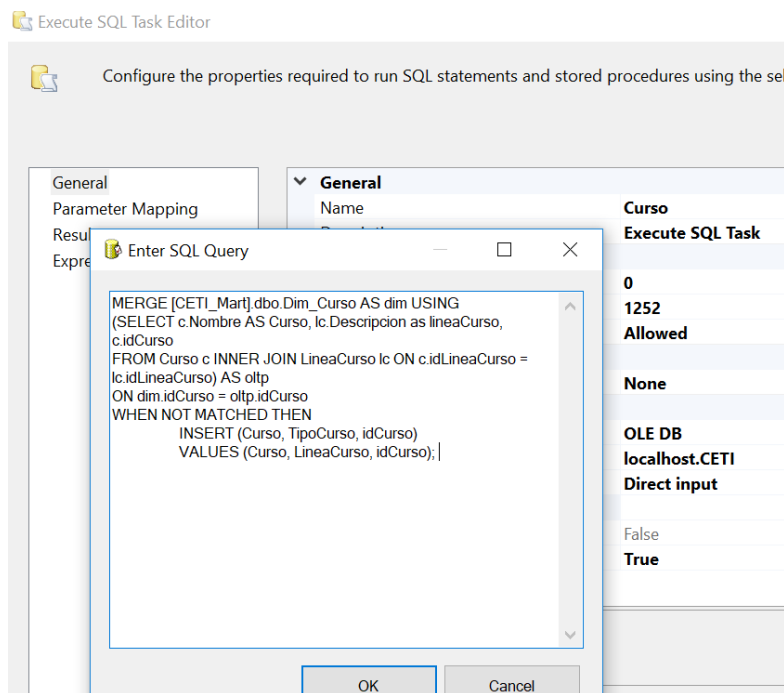 Execute SQL Task Editor
Configure the properties required to run SQL statements and stored procedures using the
General
Parameter Mapping
General
Name
Curso
Execute SQL Task
0
1252
Allowed
None
OLE DB
localhost.CETI
Direct input
False
True
Enter SQL Query
MERGE [CETI_Mart].dbo.Dim_Curso AS dim USING
(SELECT c.Nombre AS Curso, lc.Descripcion as lineaCurso,
c.idCurso
FROM Curso c INNER JOIN LineaCurso lc ON c.idLineaCurso =
lc.idLineaCurso) AS oltp
ON dim.idCurso = oltp.idCurso
WHEN NOT MATCHED THEN
INSERT (Curso, TipoCurso, idCurso)
VALUES (Curso, LineaCurso, idCurso);
OK
Cancel